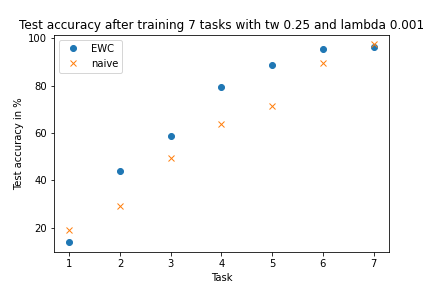 Test accuracy after training 7 tasks with tw 0.25 and lambda 0.001
100
80
60
40
20
Test accuracy in %
EWC
naive
1 2 3 4 5 6 7
Task